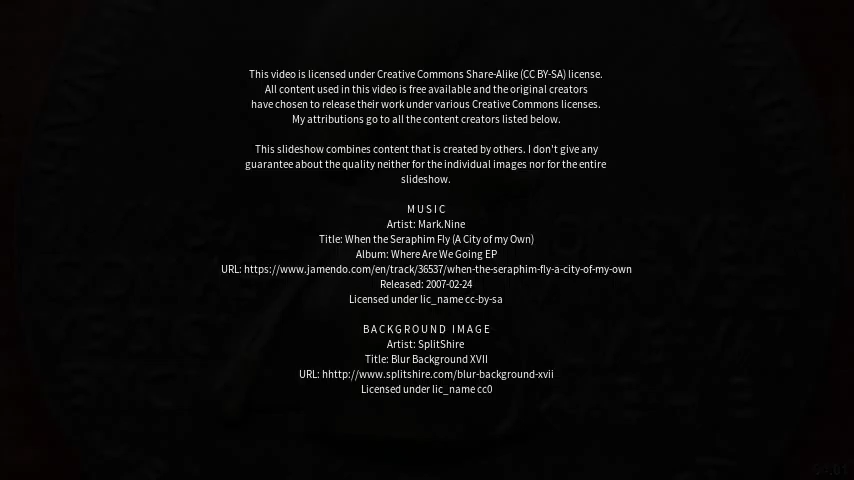 This video is licensed under Creative Commons Share-Alike (CC BY-SA) license.
All content used in this video is free available and the original creators
have chosen to release their work under various Creative Commons licenses.
My attributions go to all the content creators listed below.
This slideshow combines content that is created by others. I don't give any
guarantee about the quality neither for the individual images nor for the entire
slideshow.
MUSIC
Artist: Mark.Nine
Title: When the Seraphim Fly (A City of my Own)
Album: Where Are We Going EP
URL: https://www.jamendo.com/en/track/36537/when-the-seraphim-fly-a-city-of-my-own
Released: 2007-02-24
Licensed under lic_name cc-by-sa
BACKGROUND IMAGE
Artist: SplitShire
Title: Blur Background XVII
URL: hhttp://www.splitshire.com/blur-background-xvii
Licensed under lic_name cc0